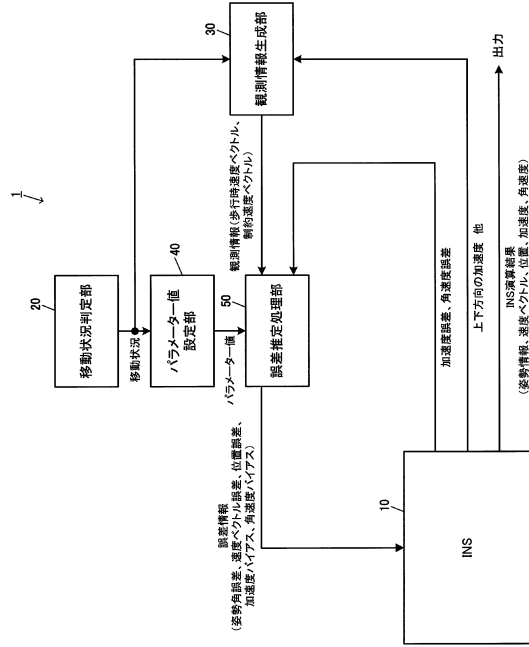 1
20
移動状況判定部
移動状況
40
パラメーター値
設定部
パラメーター値
50
誤差推定処理部
30
観測情報生成部
観測情報(歩行時速度ベクトル、
制約速度ベクトル)
誤差情報
(姿勢角誤差、速度ベクトル誤差、位置誤差、
加速度バイアス、角速度バイアス)
10
INS
加速度誤差、角速度誤差
上下方向の加速度 他
INS演算結果
(姿勢情報、速度ベクトル、位置、加速度、角速度)
出力